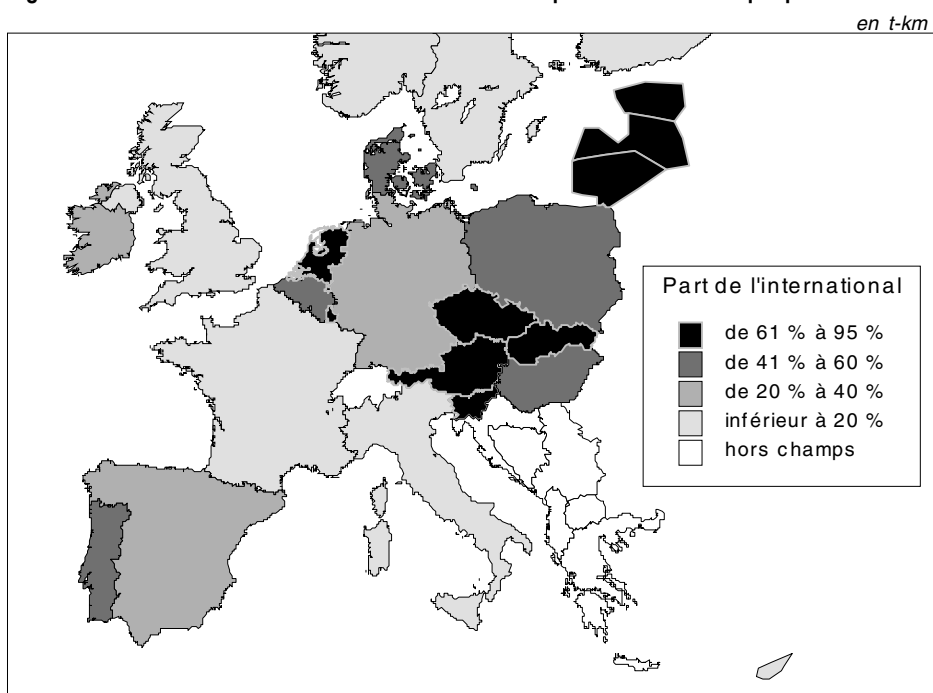 en t-km
Part de l'international
de 61 % à 95 %
de 41 % à 60 %
de 20 % à 40 %
inférieur à 20 %
hors champs